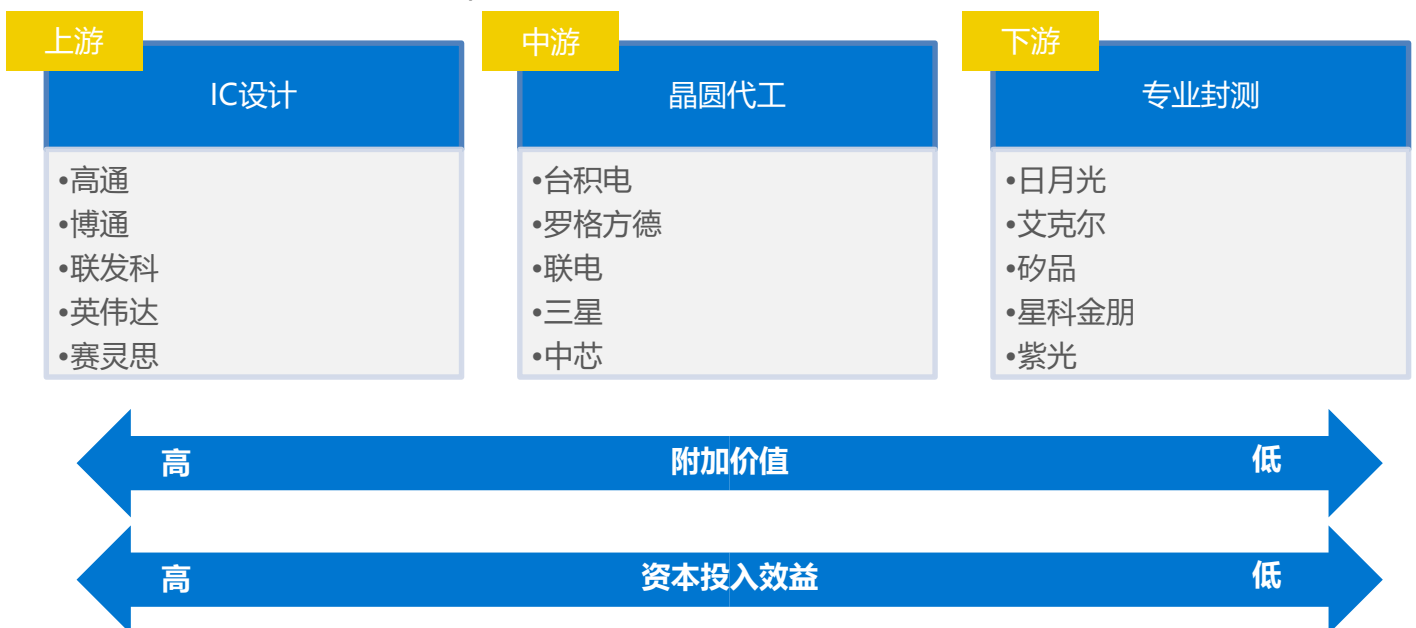 上游
IC设计
•高通
•博通
•联发科
•英伟达
•赛灵思
中游
晶圆代工
•台积电
•罗格方德
•联电
•三星
•中芯
下游
专业封测
•日月光
•艾克尔
•矽品
•星科金朋
•紫光
高 附加价值 低
高 资本投入效益 低